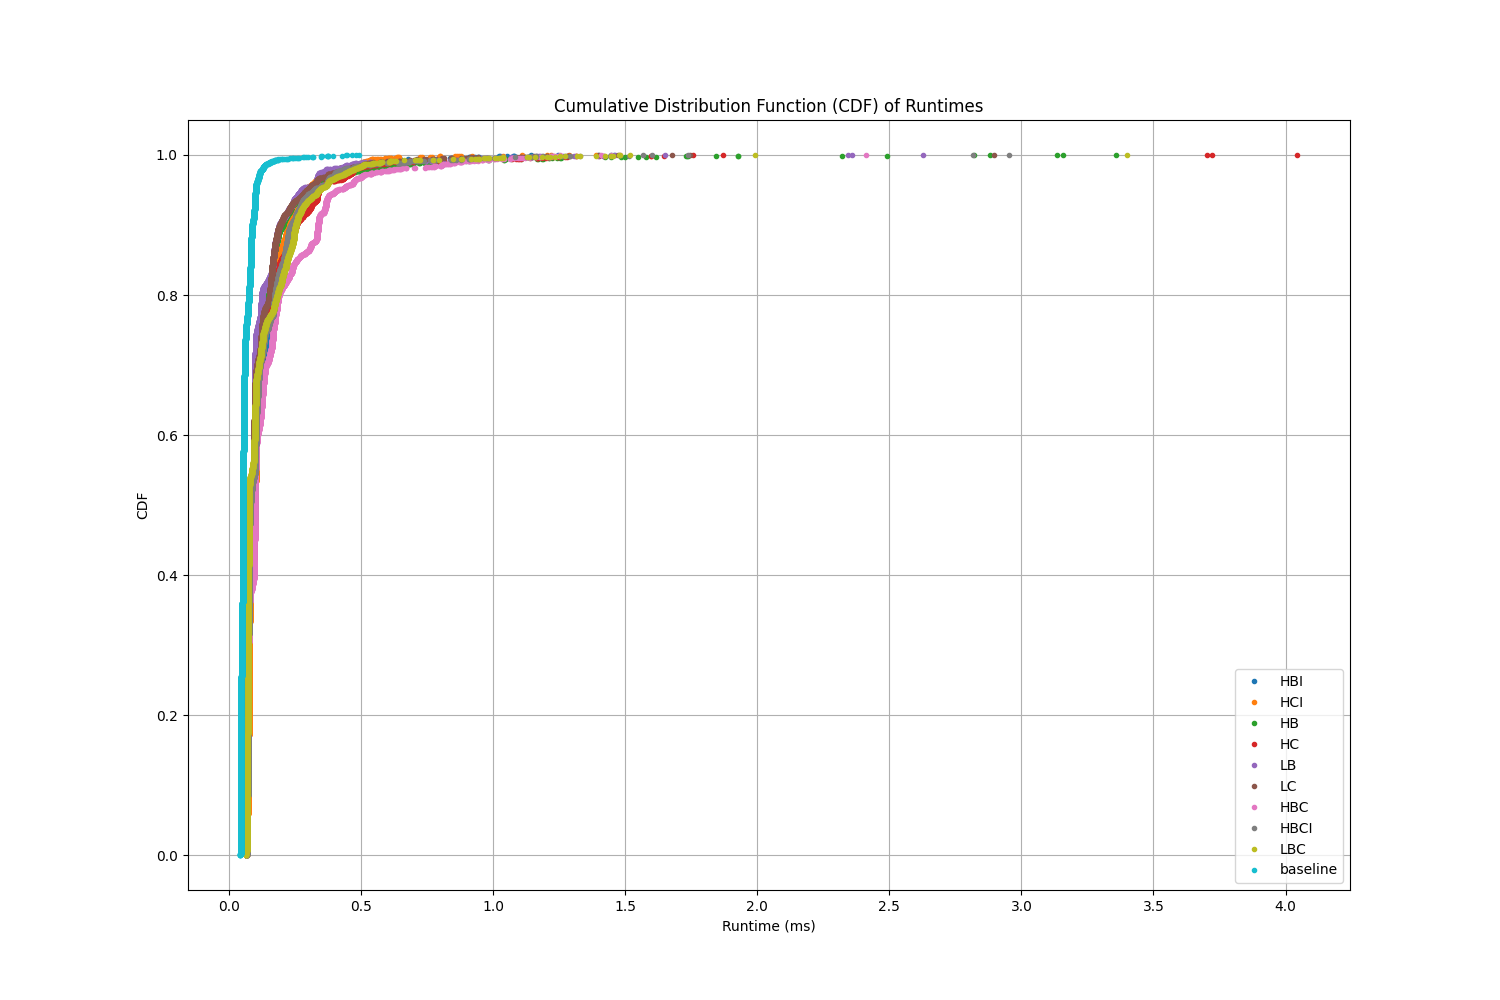 Cumulative Distribution Function (CDF) of Runtimes
1.0
0.8
0.6
0.4
0.2
0.0
CDF
0.0 0.5 1.0 1.5 2.0 2.5 3.0 3.5 4.0
Runtime (ms)
HBI
HCI
HB
HC
LB
LC
HBC
HBCI
LBC
baseline